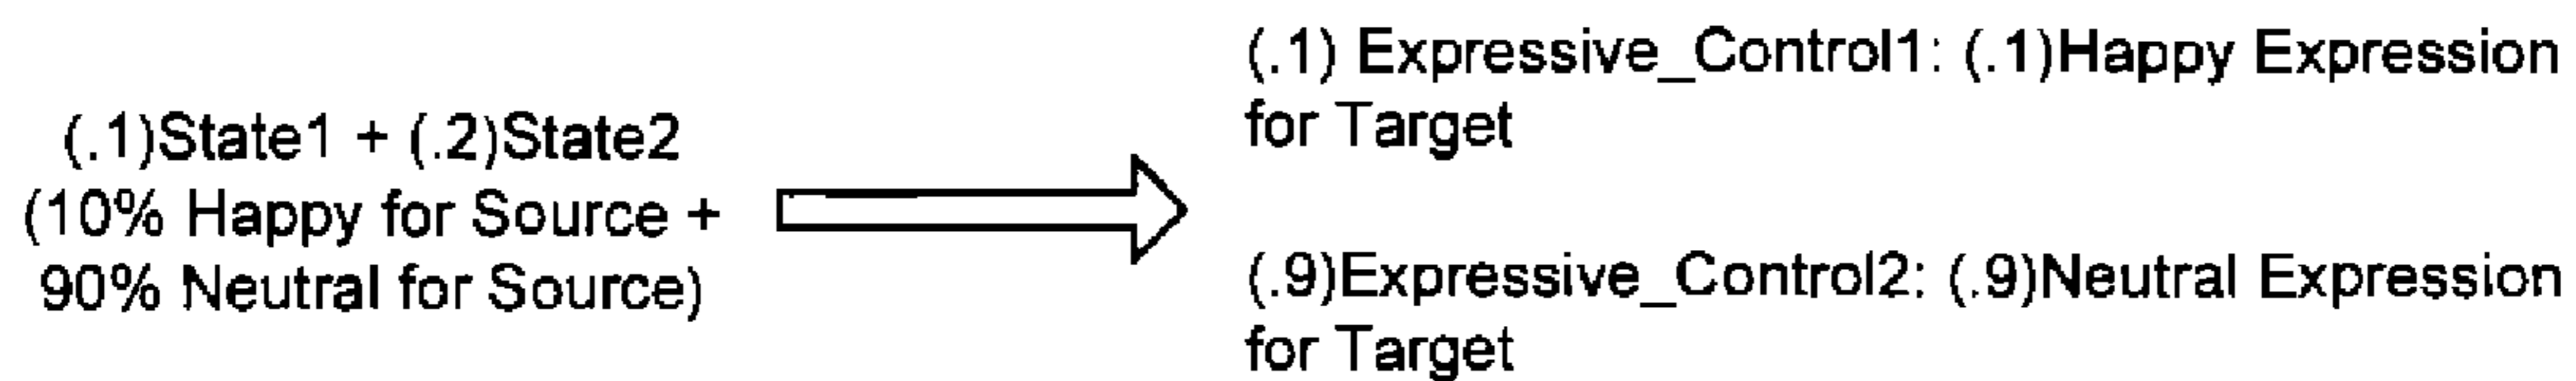 (.1)State1 + (.2)State2
(10% Happy for Source +
90% Neutral for Source)
(.1) Expressive_Control1: (.1)Happy Expression
for Target
(.9)Expressive_Control2: (.9)Neutral Expression
for Target